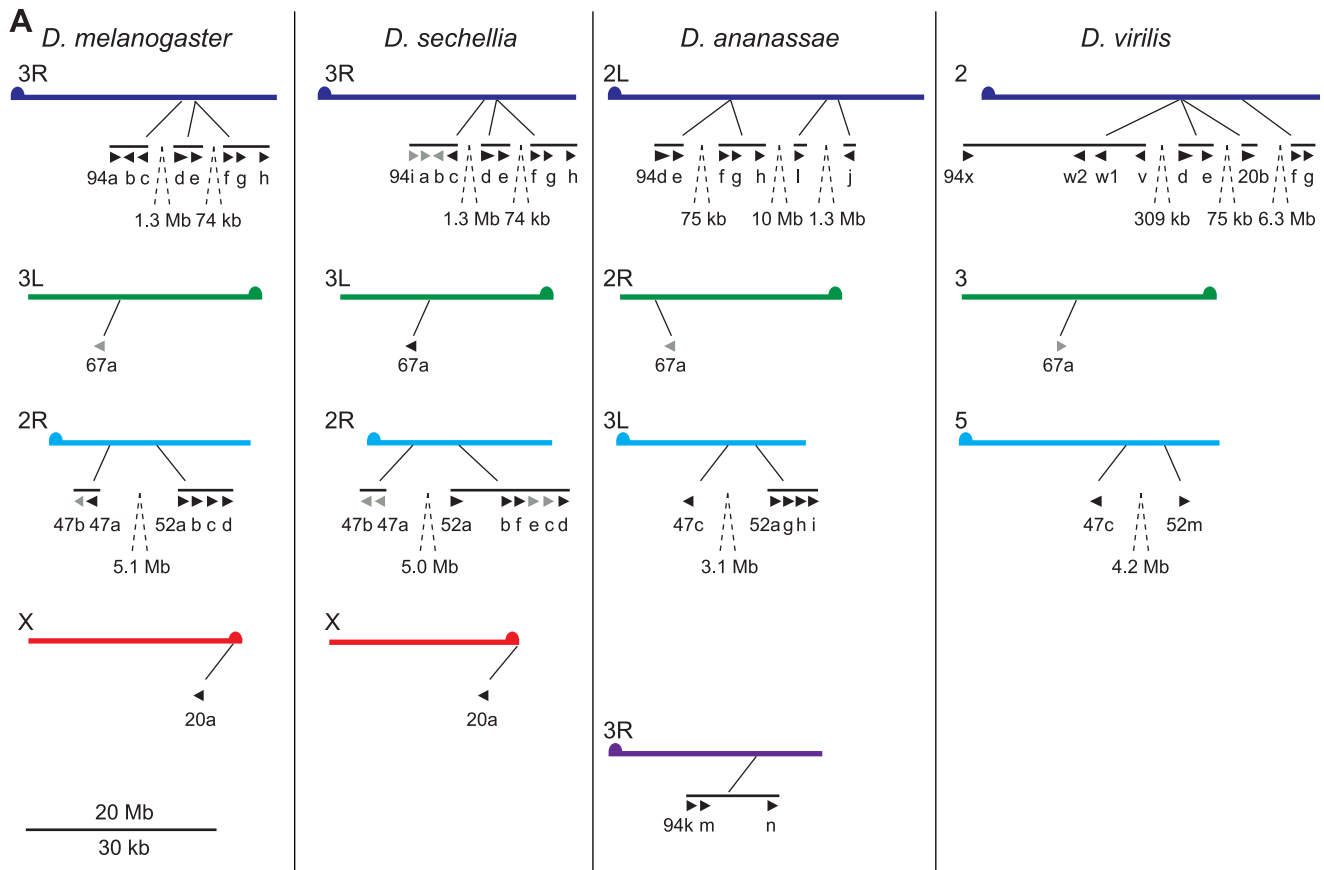 A
D. melanogaster
D. sechellia
D. ananassae
D. virilis
3R
3R
2L
2
94a b c d e f g h
94i a b c d e f g h
94d e f g h l j
94x w2 w1 v d e 20b f g
1.3 Mb 74 kb
1.3 Mb 74 kb
75 kb 10 Mb 1.3 Mb
309 kb 75 kb 6.3 Mb
3L
3L
2R
3
67a
67a
67a
67a
2R
2R
3L
5
47b 47a 52a b c d
47b 47a 52a b f e c d
47c 52a g h i
47c 52m
5.1 Mb
5.0 Mb
3.1 Mb
4.2 Mb
X
X
20a
20a
3R
94k m n
20 Mb
30 kb